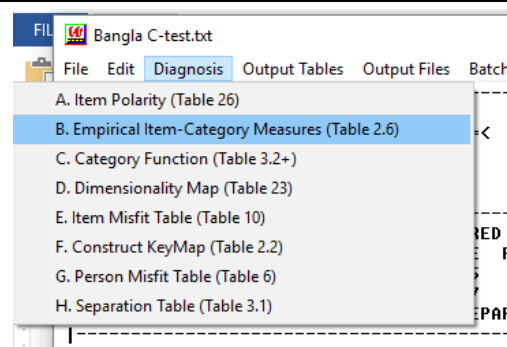 FIL
Bangla C-test.txt
File Edit Diagnosis Output Tables Output Files Batch
A. Item Polarity (Table 26)
B. Empirical Item-Category Measures (Table 2.6)
C. Category Function (Table 3.2+)
D. Dimensionality Map (Table 23)
E. Item Misfit Table (Table 10)
F. Construct KeyMap (Table 2.2)
G. Person Misfit Table (Table 6)
H. Separation Table (Table 3.1)